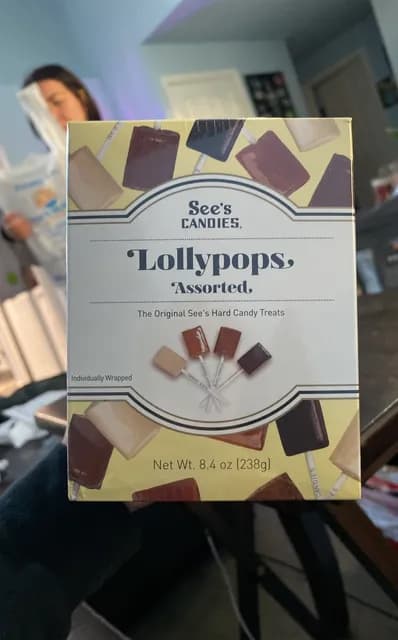 See's
CANDIES®
Lollypops
Assorted
The Original See's Hard Candy Treats
Individually Wrapped
Net Wt. 8.4 oz (238g)